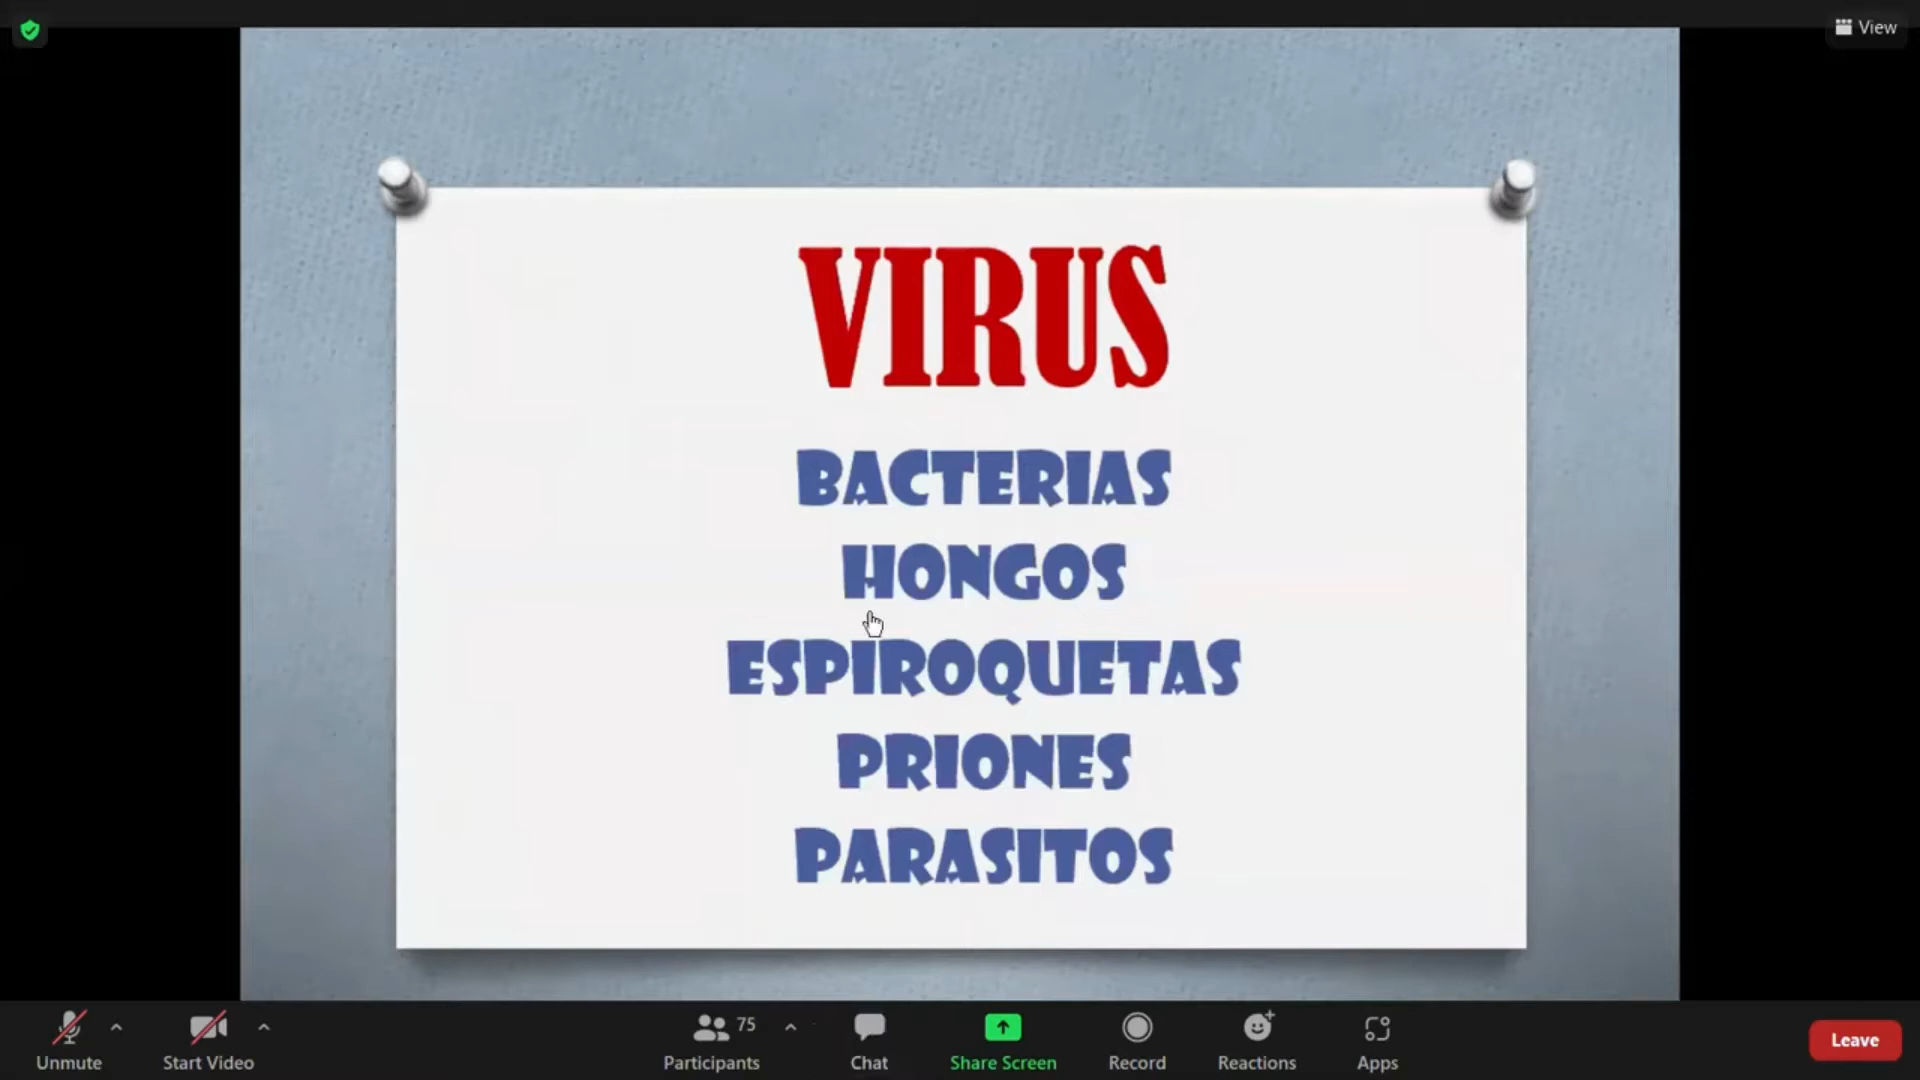 View
VIRUS
BACTERIAS
HONGOS
ESPIROQUETAS
PRIONES
PARASITOS
75
Unmute
Start Video
Participants
Chat
Share Screen
Record
Reactions
Apps
Leave